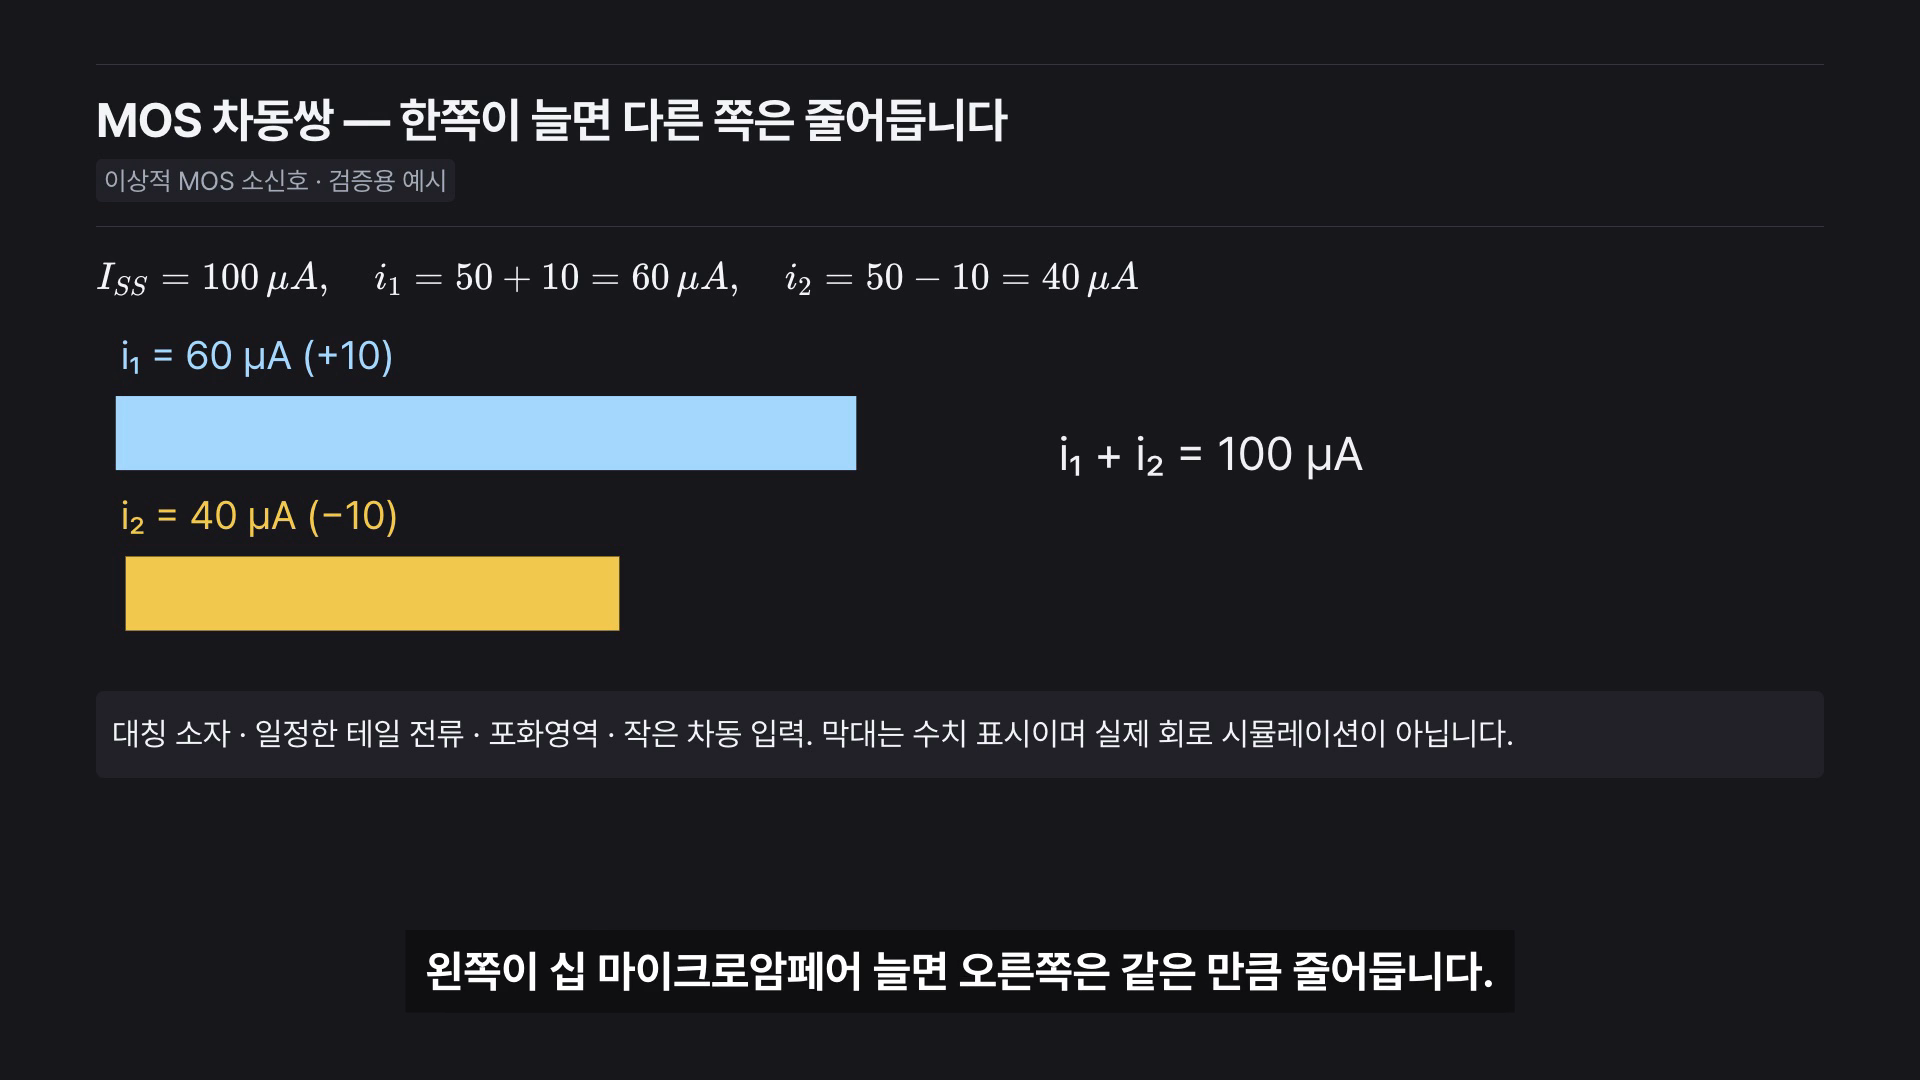 MOS 차동쌍 — 한쪽이 늘면 다른 쪽은 줄어듭니다
이상적 MOS 소신호 · 검증용 예시
I_{SS} = 100 μA, i_1 = 50 + 10 = 60 μA, i_2 = 50 − 10 = 40 μA
i₁ = 60 μA (+10)
i₁ + i₂ = 100 μA
i₂ = 40 μA (−10)
대칭 소자 · 일정한 테일 전류 · 포화영역 · 작은 차동 입력. 막대는 수치 표시이며 실제 회로 시뮬레이션이 아닙니다.
왼쪽이 십 마이크로암페어 늘면 오른쪽은 같은 만큼 줄어듭니다.